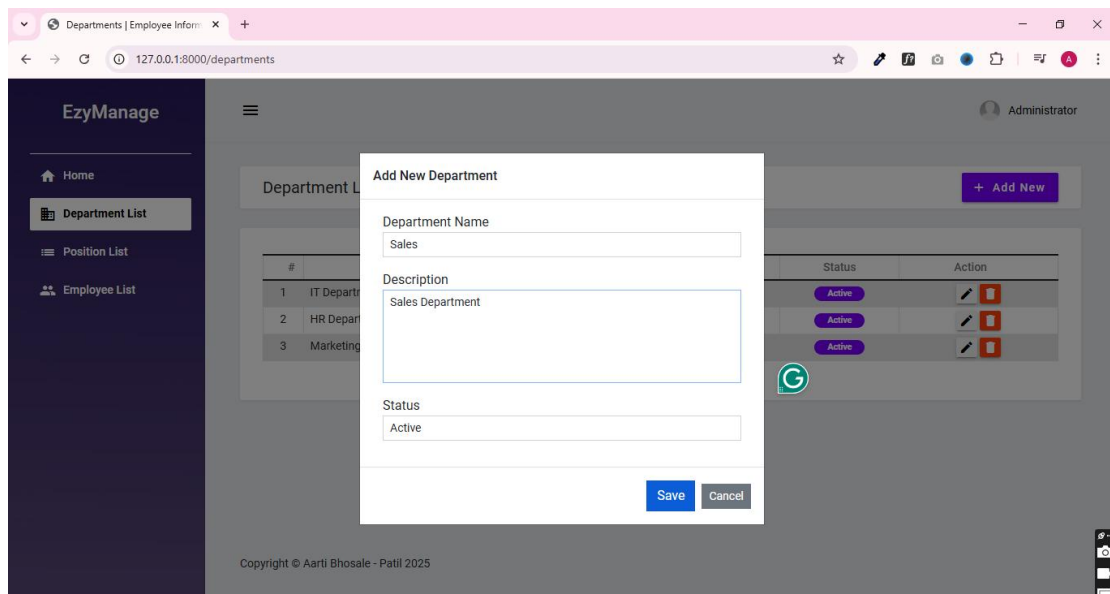 Departments | Employee Inform
127.0.0.1:8000/departments
A
EzyManage
Administrator
Home
Department List
Position List
Employee List
Department L
+ Add New
Add New Department
Department Name
Sales
Description
Sales Department
Status
Active
Save
Cancel
# Status Action
1 IT Departm Active
2 HR Depart Active
3 Marketing Active
G
Copyright © Aarti Bhosale - Patil 2025